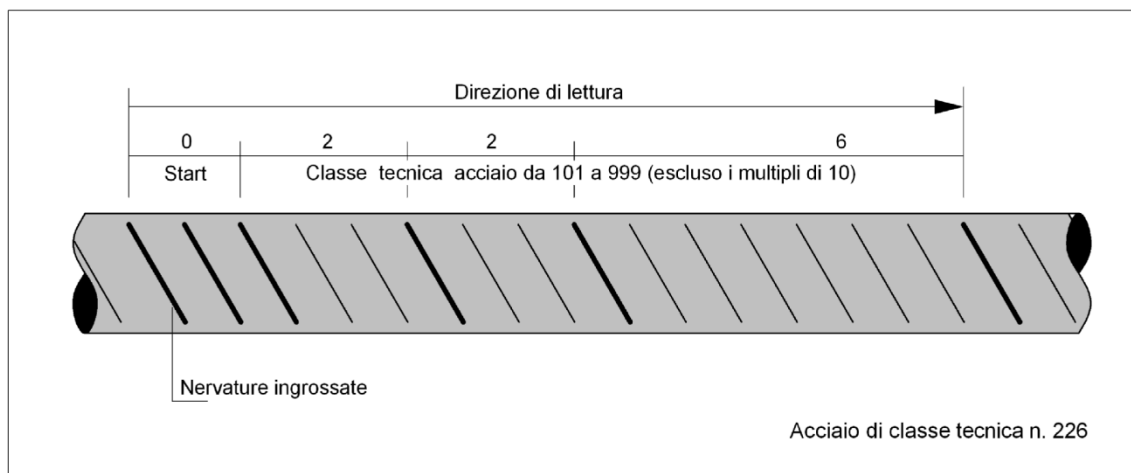 Direzione di lettura
0 2 2 6
Start Classe tecnica acciaio da 101 a 999 (escluso i multipli di 10)
Nervature ingrossate
Acciaio di classe tecnica n. 226